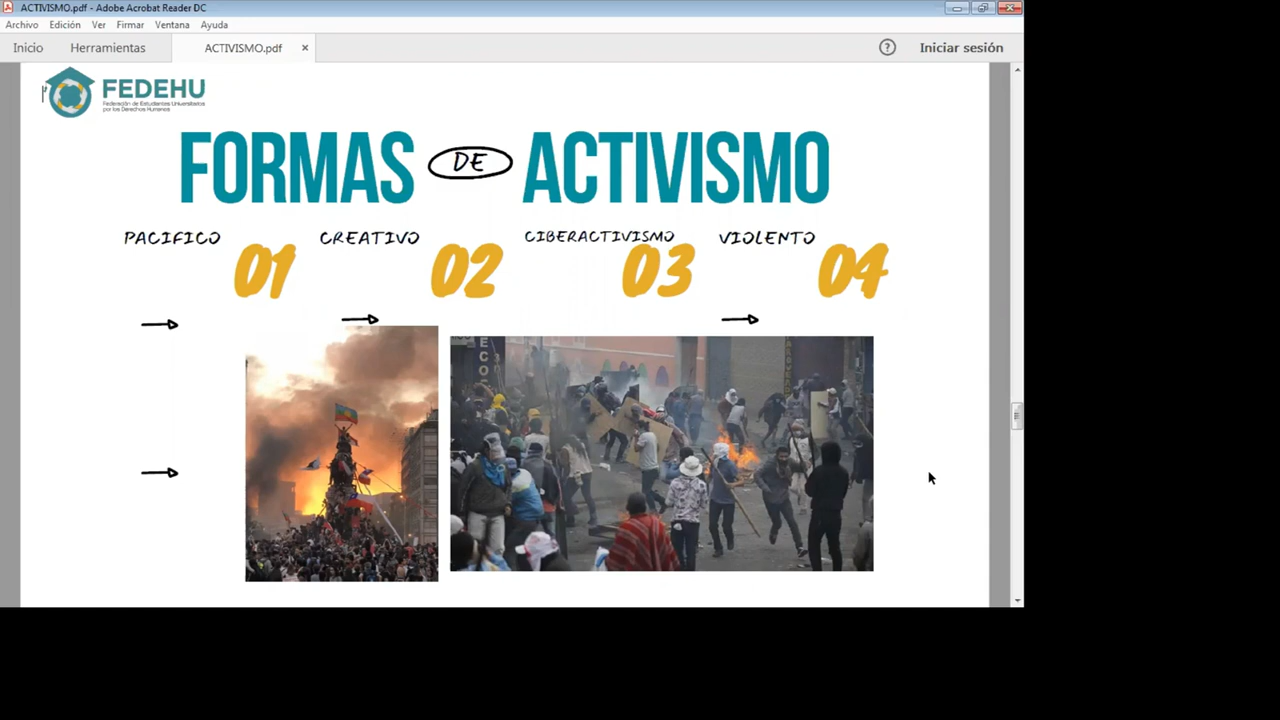 ACTIVISMO.pdf - Adobe Acrobat Reader DC
Archivo Edición Ver Firmar Ventana Ayuda
Inicio Herramientas ACTIVISMO.pdf × ? Iniciar sesión
FEDEHU
Federación de Estudiantes Universitarios
por los Derechos Humanos
FORMAS DE ACTIVISMO
PACIFICO CREATIVO CIBERACTIVISMO VIOLENTO
01 02 03 04